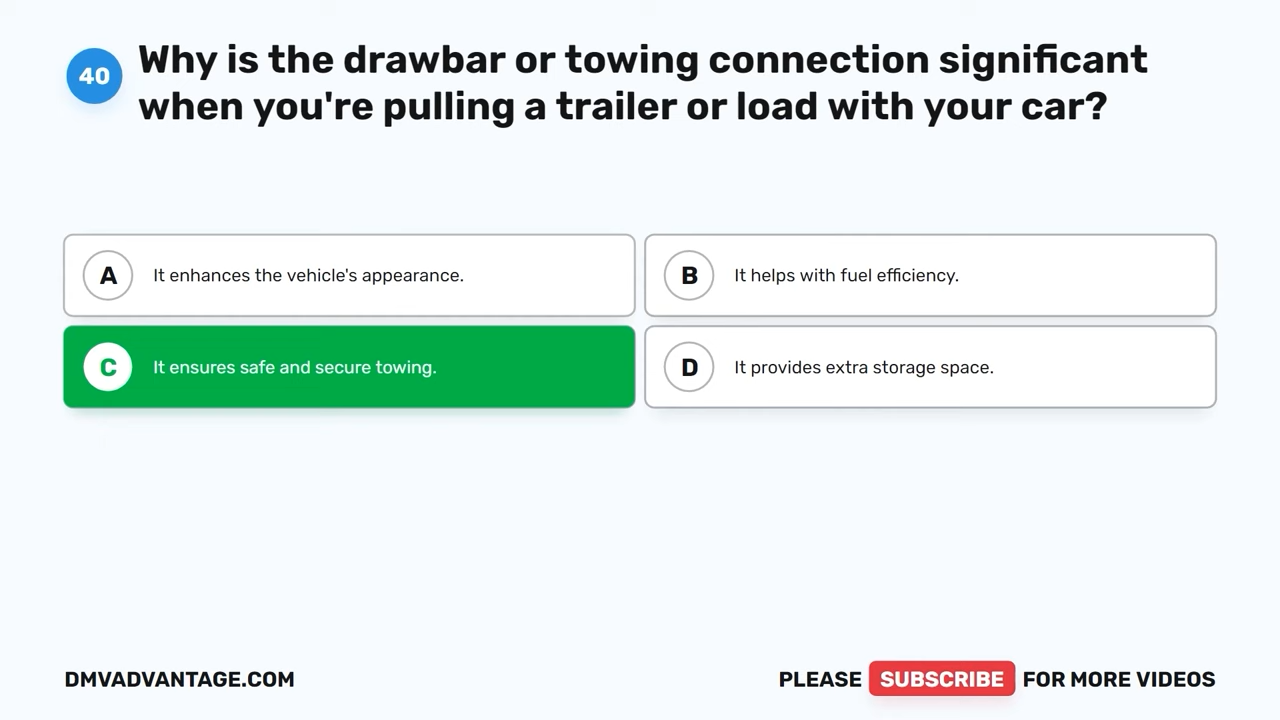 40
Why is the drawbar or towing connection significant
when you're pulling a trailer or load with your car?
A It enhances the vehicle's appearance.
B It helps with fuel efficiency.
C It ensures safe and secure towing.
D It provides extra storage space.
DMVADVANTAGE.COM
PLEASE SUBSCRIBE FOR MORE VIDEOS